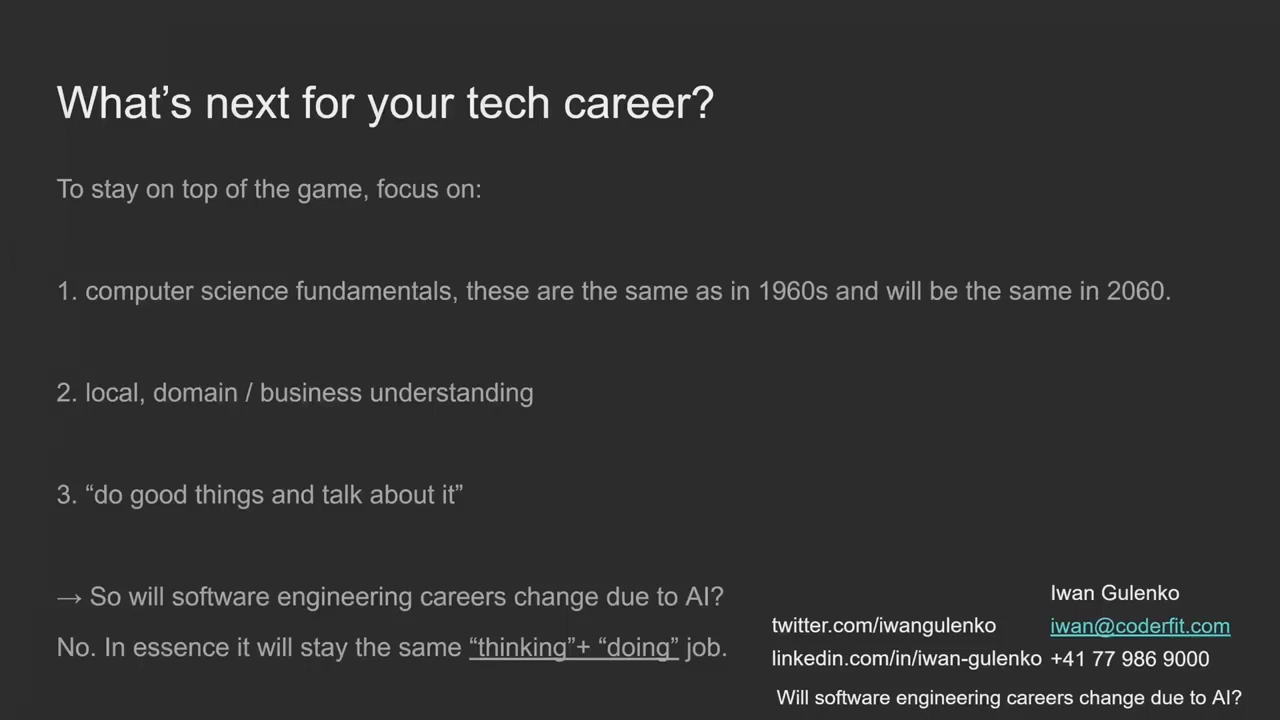 What’s next for your tech career?
To stay on top of the game, focus on:
1. computer science fundamentals, these are the same as in 1960s and will be the same in 2060.
2. local, domain / business understanding
3. “do good things and talk about it”
→ So will software engineering careers change due to AI?
No. In essence it will stay the same “thinking”+ “doing” job.
Iwan Gulenko
twitter.com/iwangulenko iwan@coderfit.com
linkedin.com/in/iwan-gulenko +41 77 986 9000
Will software engineering careers change due to AI?